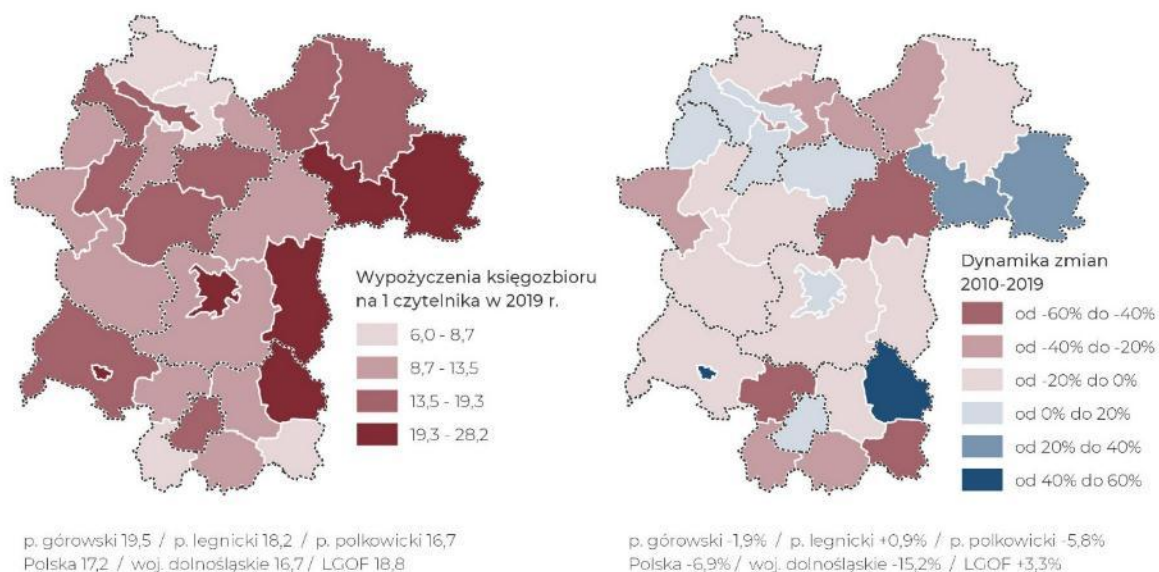 Wypożyczenia księgozbioru
na 1 czytelnika w 2019 r.
6,0 - 8,7
8,7 - 13,5
13,5 - 19,3
19,3 - 28,2
p. górowski 19,5 / p. legnicki 18,2 / p. polkowicki 16,7
Polska 17,2 / woj. dolnośląskie 16,7 / LGOF 18,8
Dynamika zmian
2010-2019
od -60% do -40%
od -40% do -20%
od -20% do 0%
od 0% do 20%
od 20% do 40%
od 40% do 60%
p. górowski -1,9% / p. legnicki +0,9% / p. polkowicki -5,8%
Polska -6,9% / woj. dolnośląskie -15,2% / LGOF +3,3%